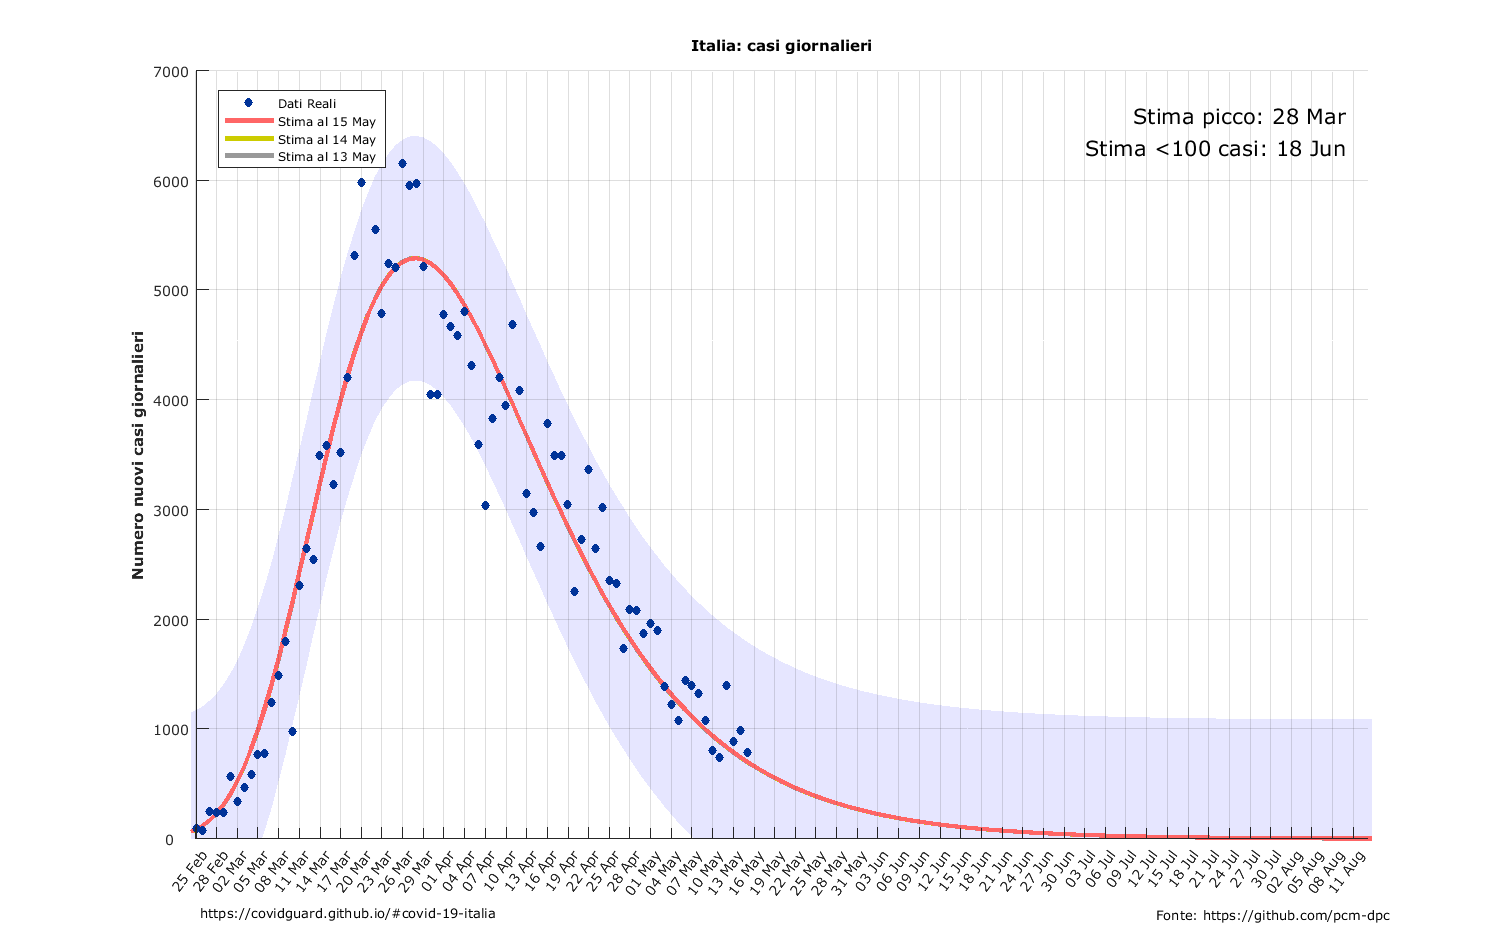 Italia: casi giornalieri
7000
6000
5000
4000
3000
2000
1000
0
Numero nuovi casi giornalieri
Dati Reali
Stima al 15 May
Stima al 14 May
Stima al 13 May
Stima picco: 28 Mar
Stima <100 casi: 18 Jun
25 Feb
28 Feb
02 Mar
05 Mar
08 Mar
11 Mar
14 Mar
17 Mar
20 Mar
23 Mar
26 Mar
29 Mar
01 Apr
04 Apr
07 Apr
10 Apr
13 Apr
16 Apr
19 Apr
22 Apr
25 Apr
28 Apr
01 May
04 May
07 May
10 May
13 May
16 May
19 May
22 May
25 May
28 May
31 May
03 Jun
06 Jun
09 Jun
12 Jun
15 Jun
18 Jun
21 Jun
24 Jun
27 Jun
30 Jun
03 Jul
06 Jul
09 Jul
12 Jul
15 Jul
18 Jul
21 Jul
24 Jul
27 Jul
30 Jul
02 Aug
05 Aug
08 Aug
11 Aug
https://covidguard.github.io/#covid-19-italia
Fonte: https://github.com/pcm-dpc